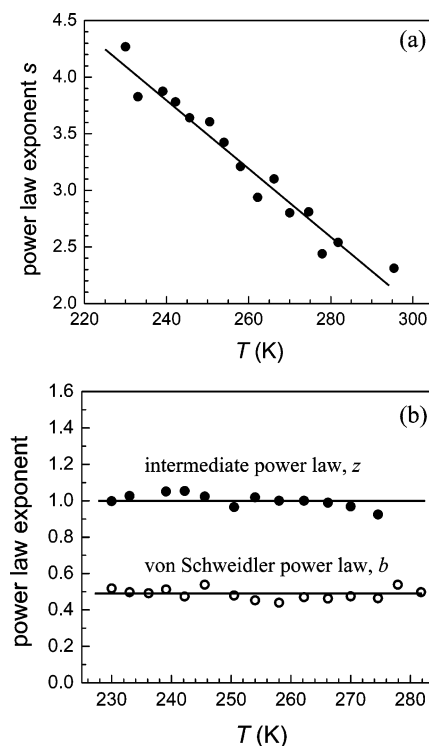 (a)
power law exponent s
4.5
4.0
3.5
3.0
2.5
2.0
220 240 260 280 300
T (K)
(b)
power law exponent
1.6
1.4
1.2
1.0
0.8
0.6
0.4
0.2
0.0
intermediate power law, z
von Schweidler power law, b
230 240 250 260 270 280
T (K)